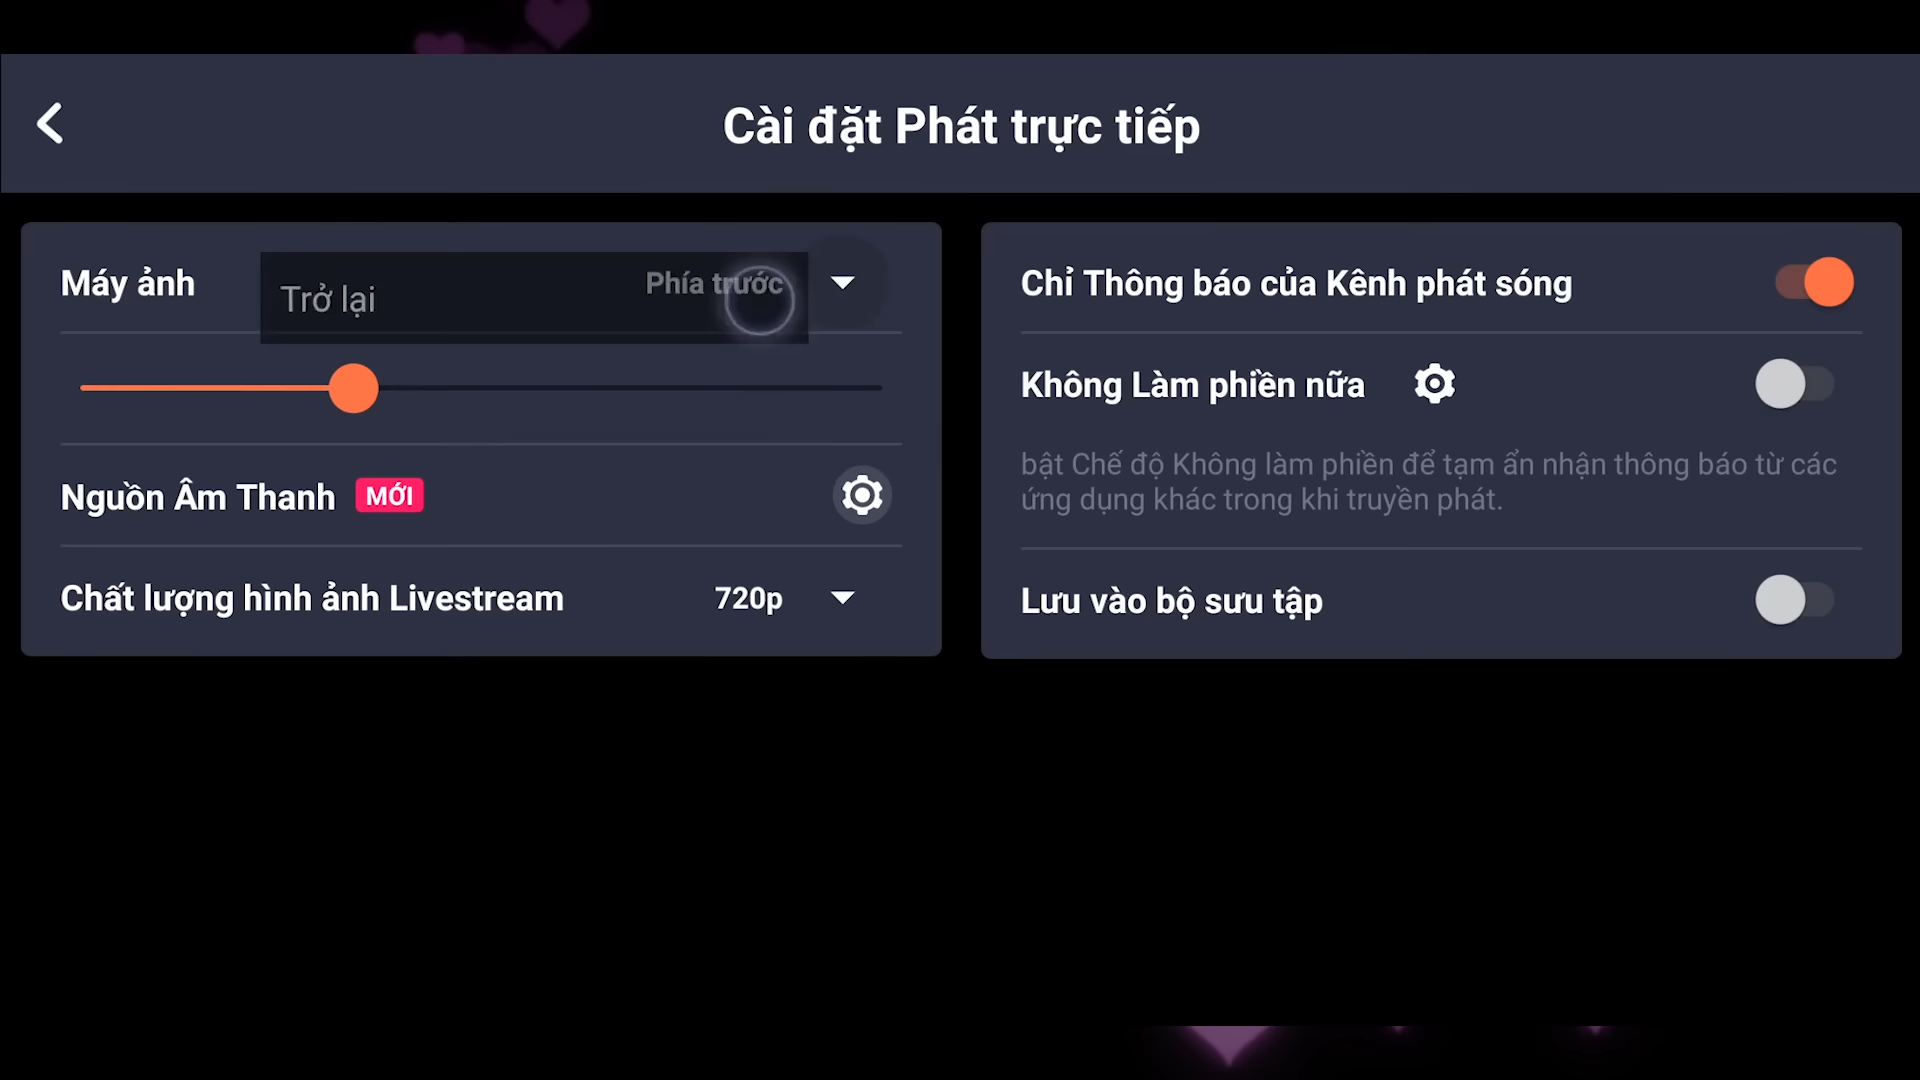 Cài đặt Phát trực tiếp
Máy ảnh
Trở lại
Phía trước
Nguồn Âm Thanh MỚI
Chất lượng hình ảnh Livestream 720p
Chỉ Thông báo của Kênh phát sóng
Không Làm phiền nữa
bật Chế độ Không làm phiền để tạm ẩn nhận thông báo từ các
ứng dụng khác trong khi truyền phát.
Lưu vào bộ sưu tập